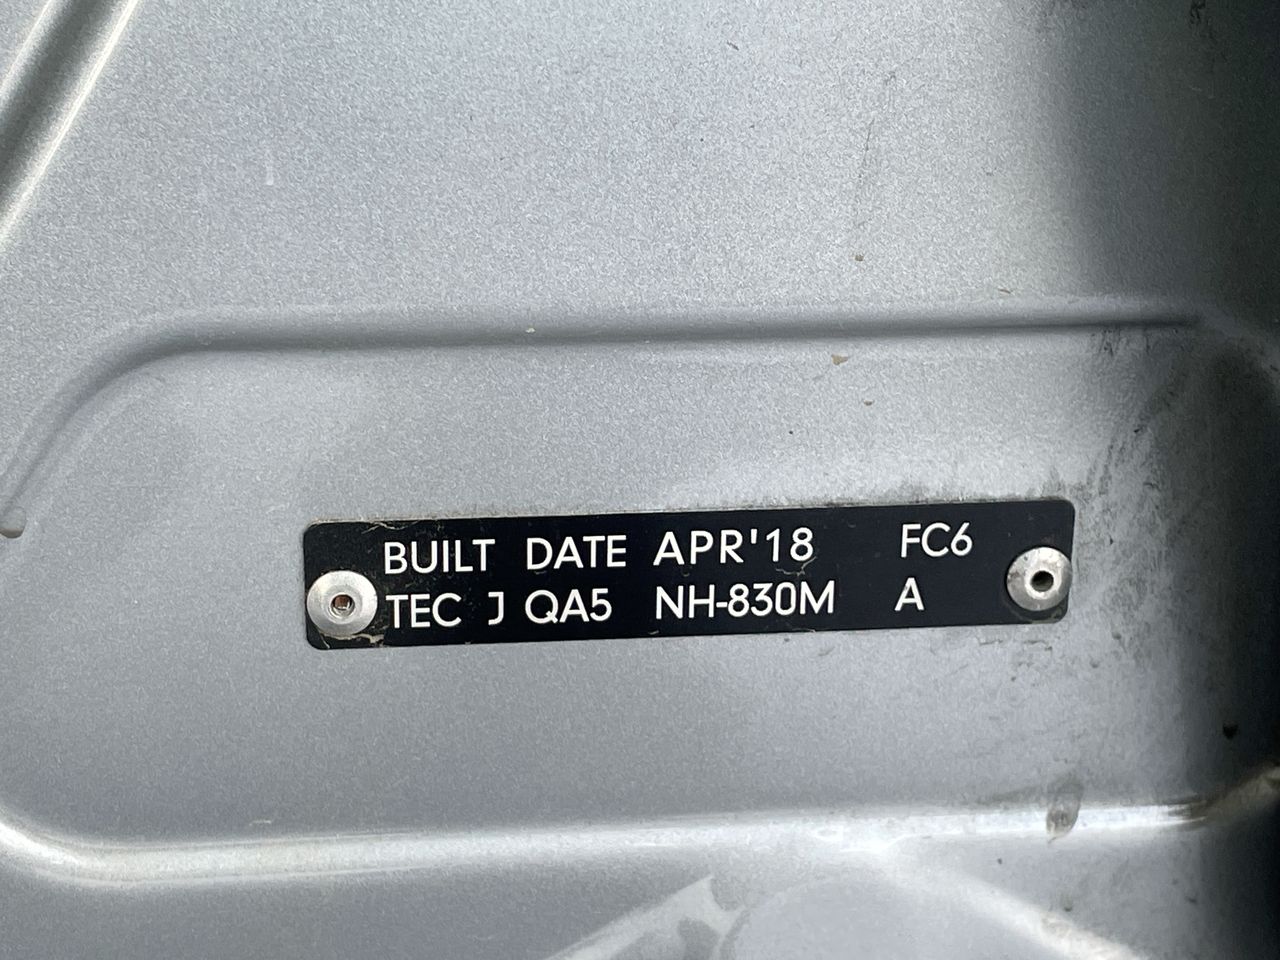 BUILT DATE APR'18 FC6
TEC J QA5 NH-830M A